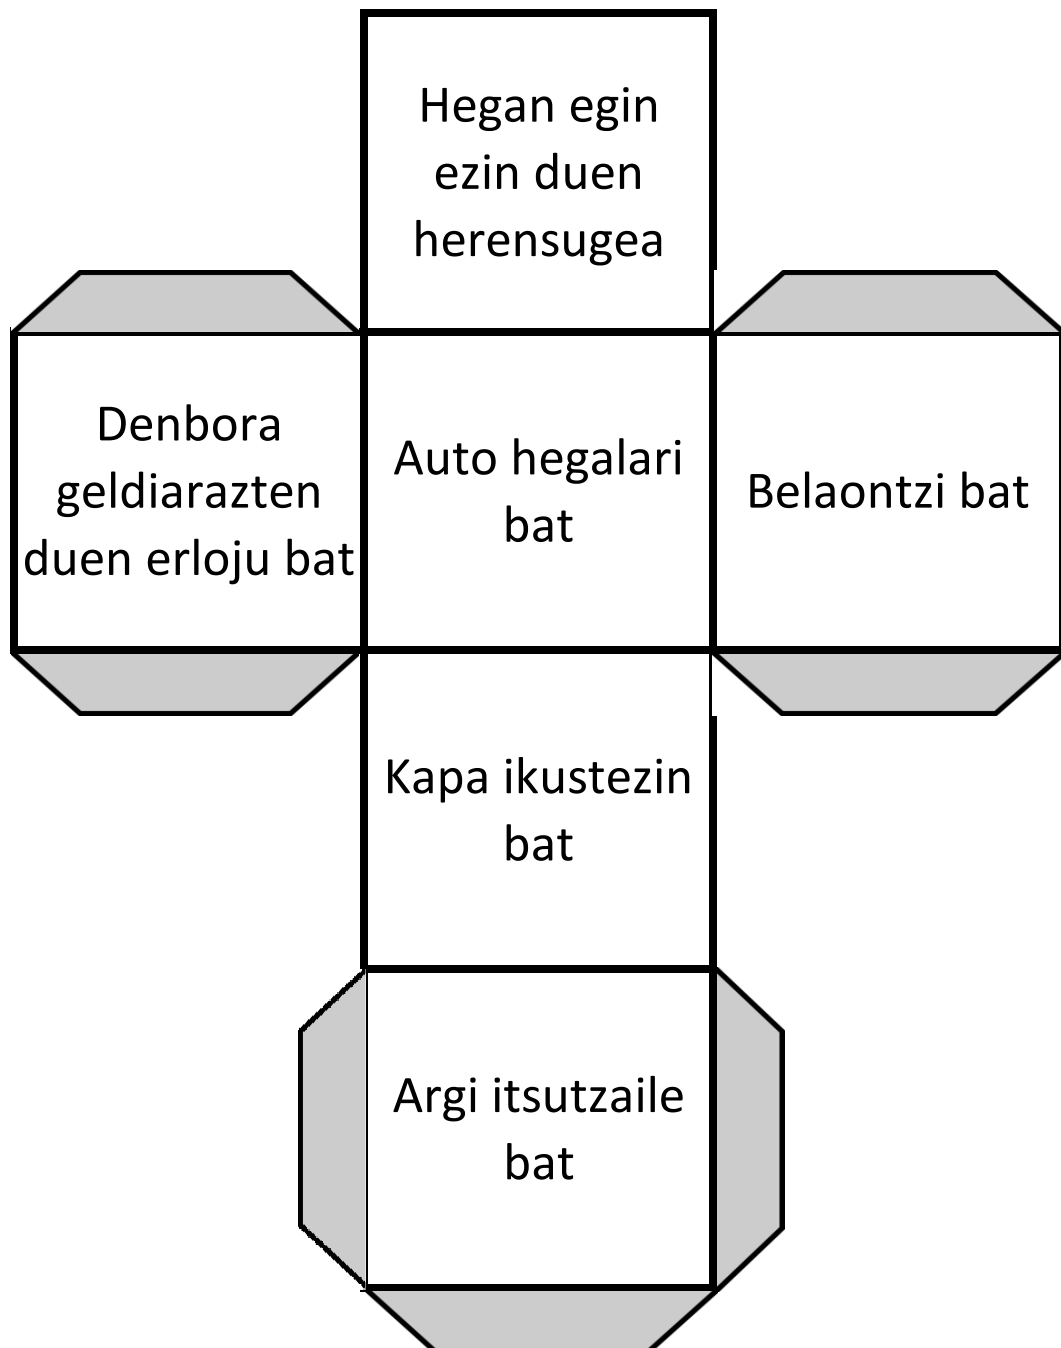 Hegan egin
ezin duen
herensugea
Denbora
geldiarazten
duen erloju bat
Auto hegalari
bat
Belaontzi bat
Kapa ikustezin
bat
Argi itsutzaile
bat